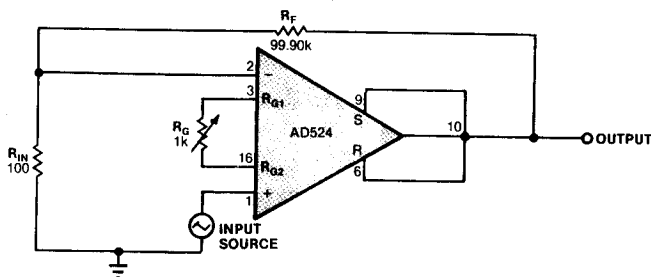 R_F
99.90k
2
−
3
R_G1
9
S
R_G
1k
AD524
10
OUTPUT
R
6
16
R_G2
R_IN
100
+
1
INPUT
SOURCE